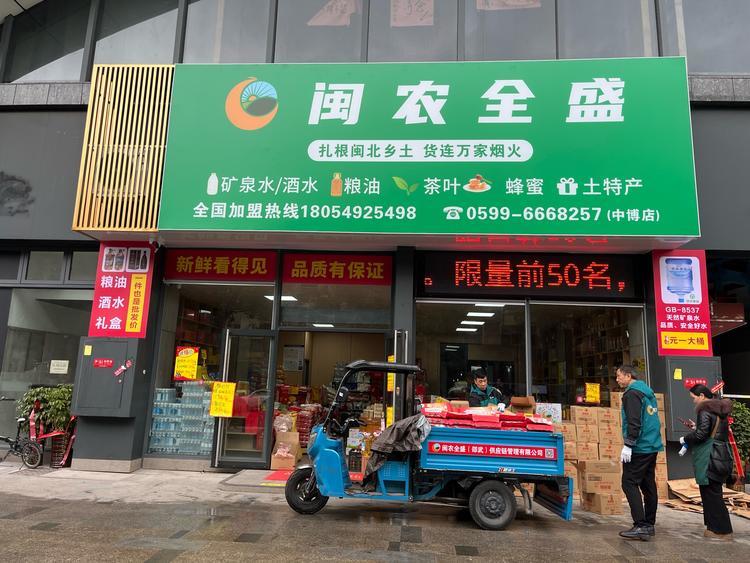 闽农全盛
扎根闽北乡土 货连万家烟火
矿泉水/酒水 粮油 茶叶 蜂蜜 土特产
全国加盟热线18054925498 ☎0599-6668257(中博店)
新鲜看得见
品质有保证
限量前50名,
粮油
酒水
礼盒
一件也是批发价
GB-8537
天然矿泉水
品质、安全好水
元一大桶
闽农全盛(邵武)供应链管理有限公司